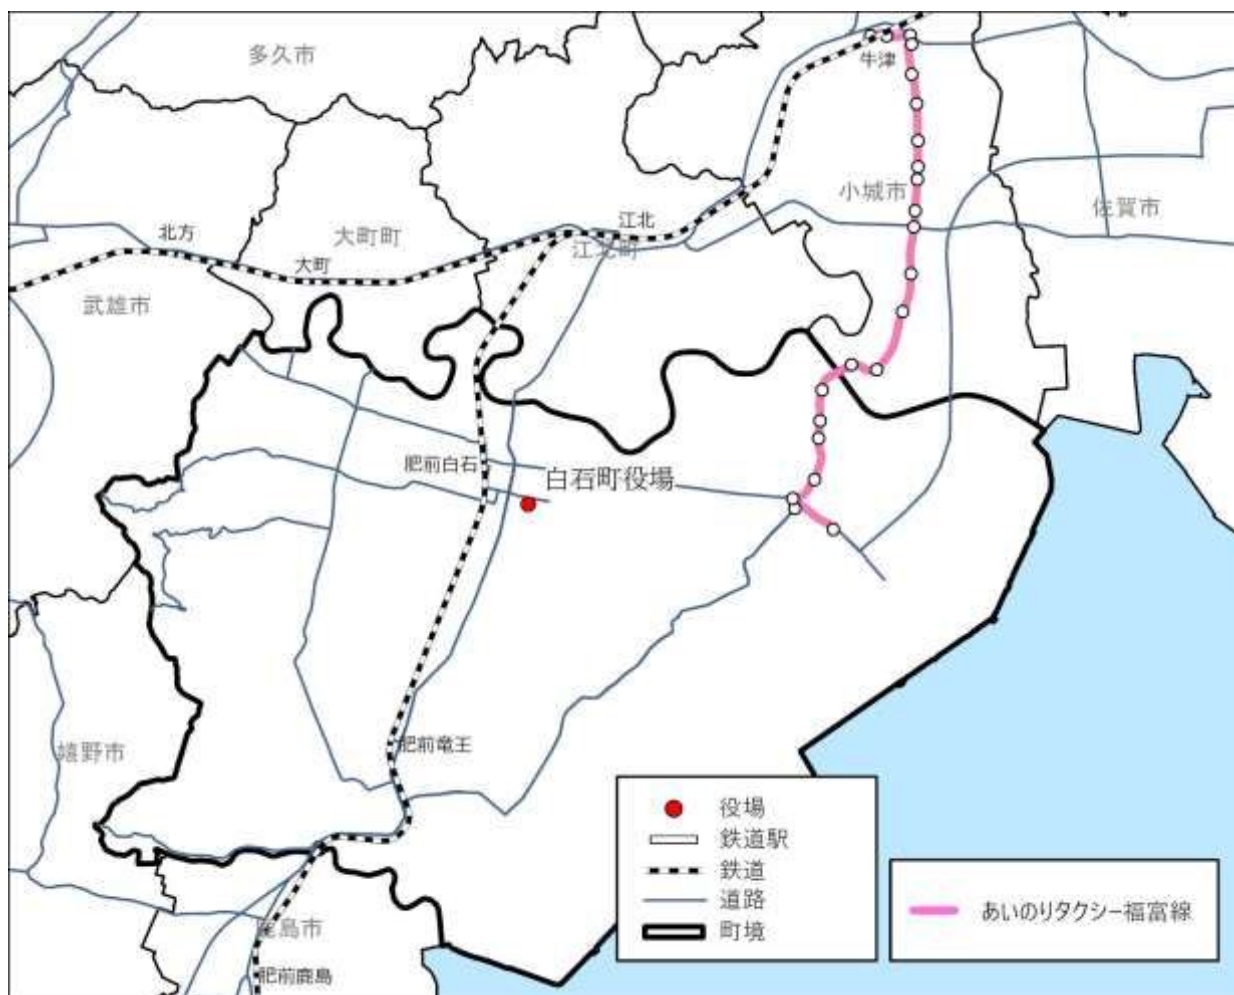 多久市
牛津
小城市
佐賀市
江北
北方
大町町
江北町
大町
武雄市
肥前白石
白石町役場
肥前竜王
嬉野市
役場
鉄道駅
鉄道
道路
町境
あいのりタクシー福富線
鹿島市
肥前鹿島